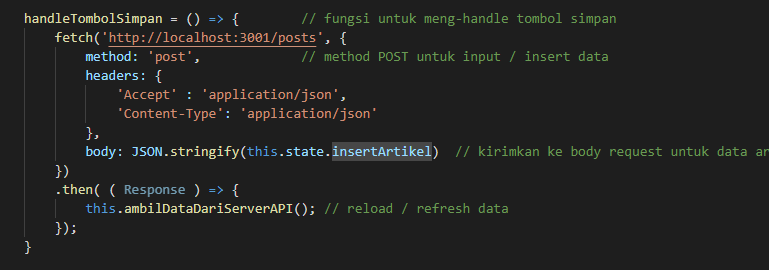 handleTombolSimpan = () => { // fungsi untuk meng-handle tombol simpan
fetch('http://localhost:3001/posts', {
method: 'post', // method POST untuk input / insert data
headers: {
'Accept' : 'application/json',
'Content-Type': 'application/json'
},
body: JSON.stringify(this.state.insertArtikel) // kirimkan ke body request untuk data ar
})
.then( ( Response ) => {
this.ambilDataDariServerAPI(); // reload / refresh data
});
}